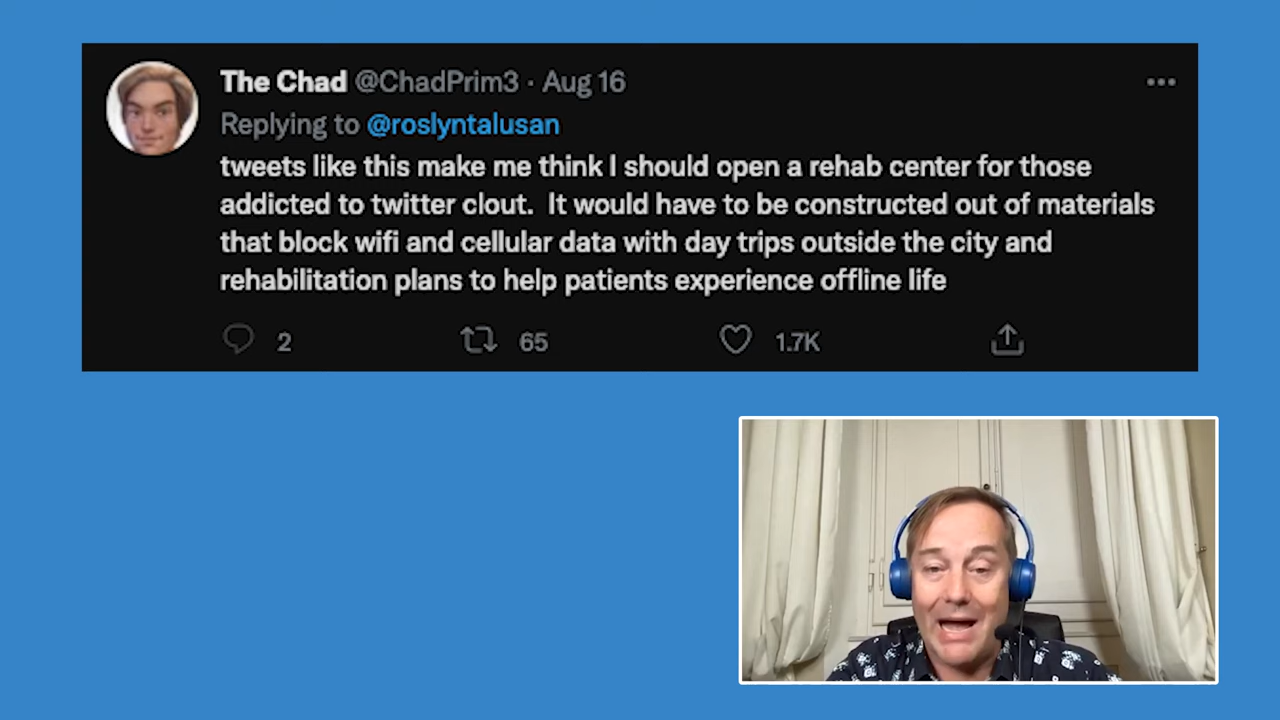 The Chad @ChadPrim3 · Aug 16
Replying to @roslyntalusan
tweets like this make me think I should open a rehab center for those
addicted to twitter clout.  It would have to be constructed out of materials
that block wifi and cellular data with day trips outside the city and
rehabilitation plans to help patients experience offline life
2 65 1.7K